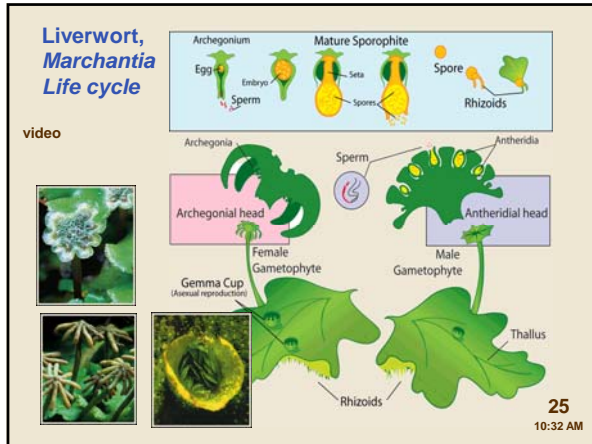 Liverwort,
Marchantia
Life cycle
video
Archegonium
Egg
Sperm
Embryo
Mature Sporophite
Seta
Spores
Spore
Rhizoids
Archegonia
Sperm
Antheridia
Archegonial head
Antheridial head
Female
Gametophyte
Male
Gametophyte
Gemma Cup
(Asexual reproduction)
Thallus
Rhizoids
25
10:32 AM